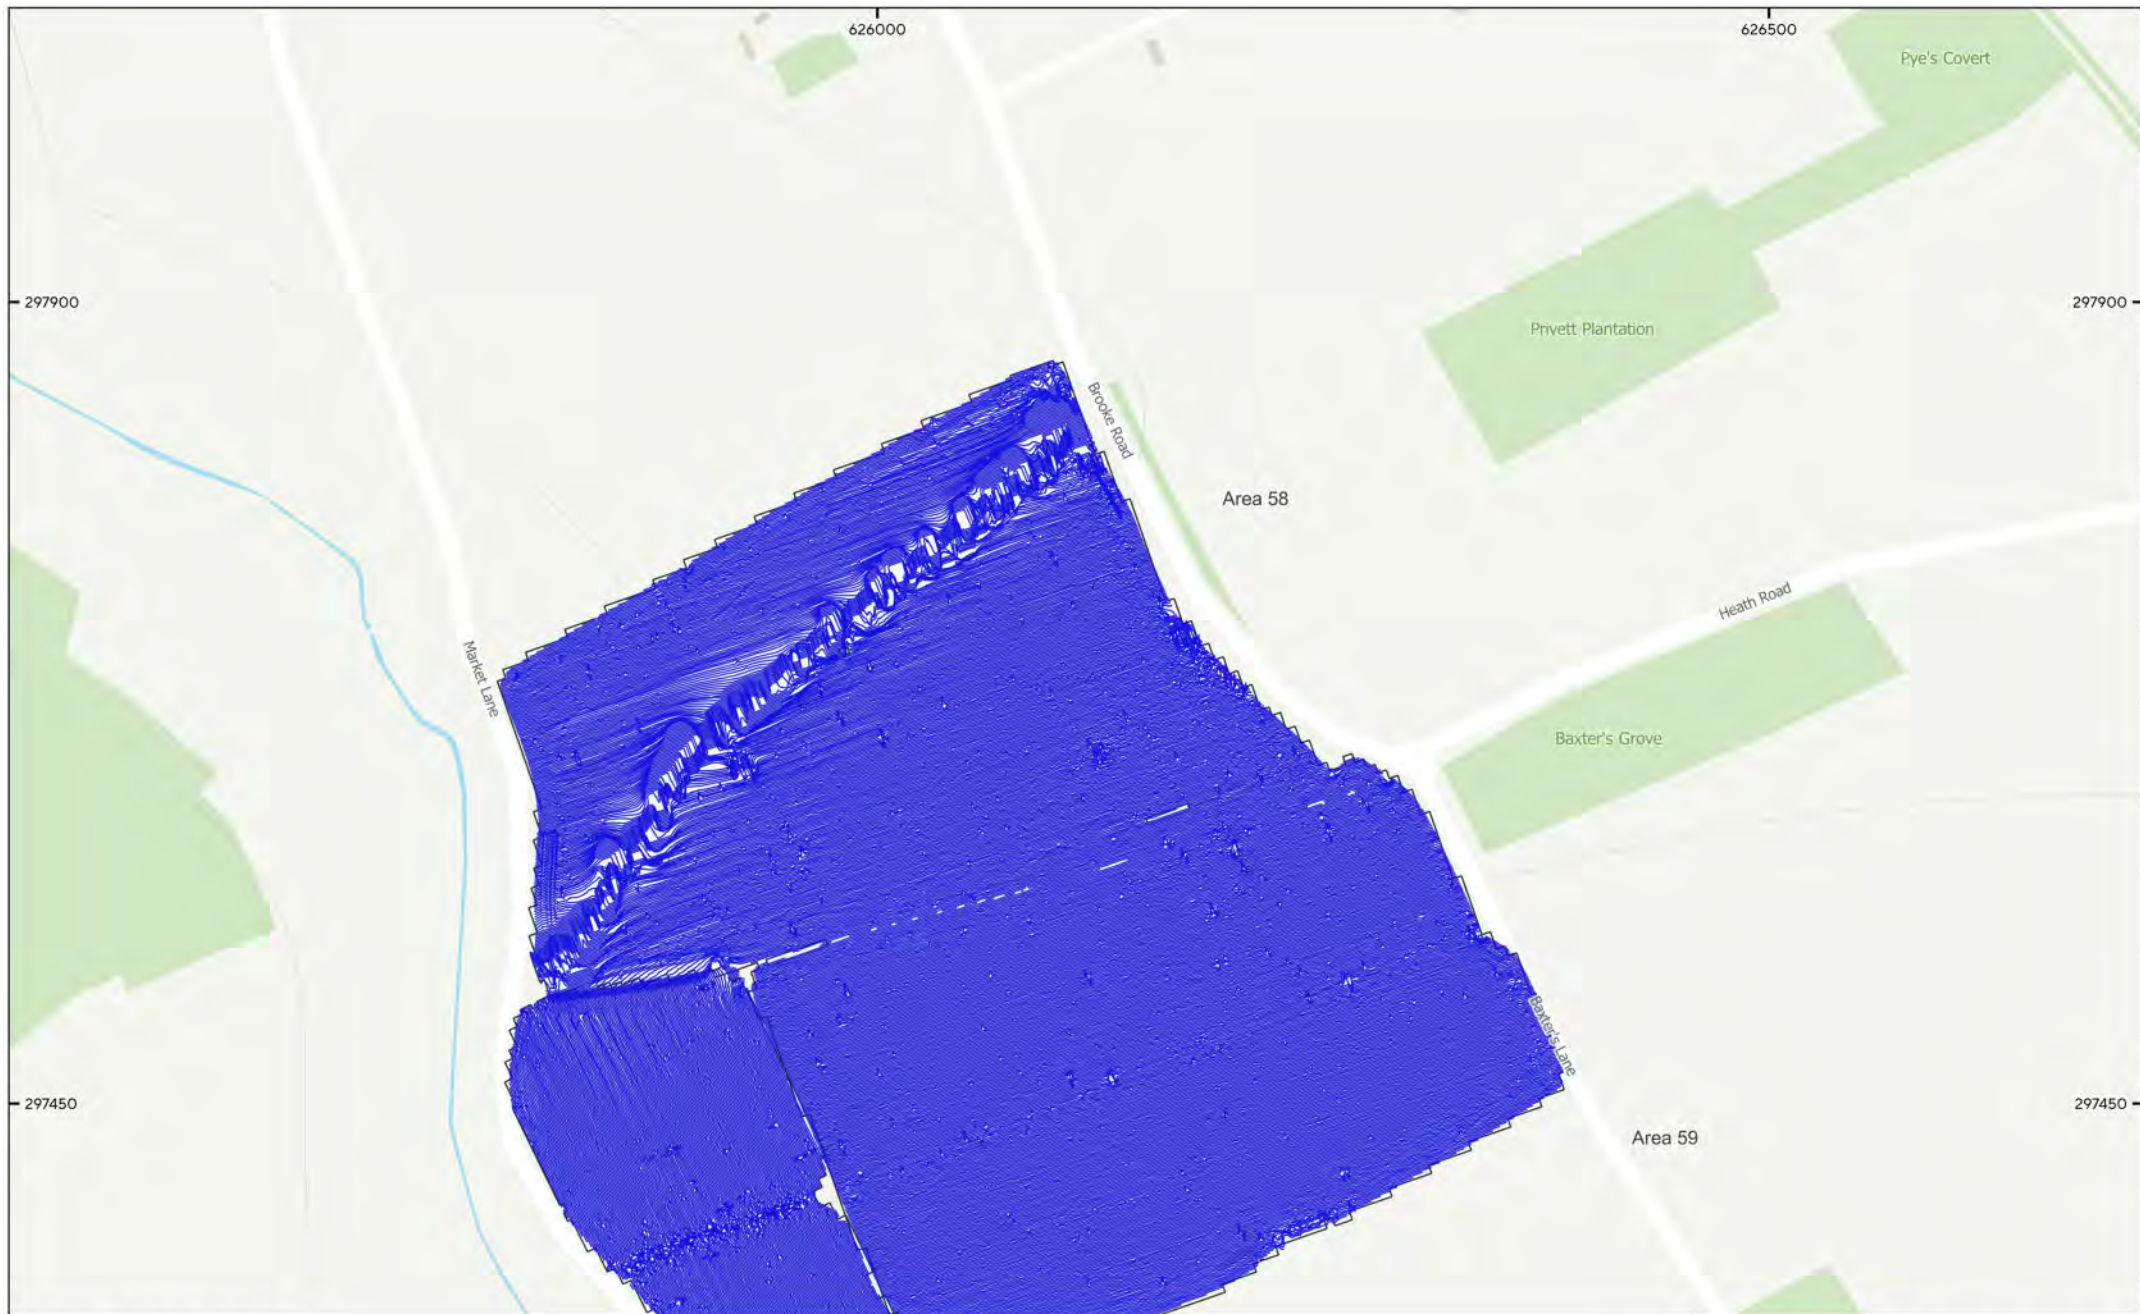 626000
626500
Pye's Covert
297900
297900
Privett Plantation
Brooke Road
Area 58
Heath Road
Market Lane
Baxter's Grove
Baxter's Lane
297450
297450
Area 59